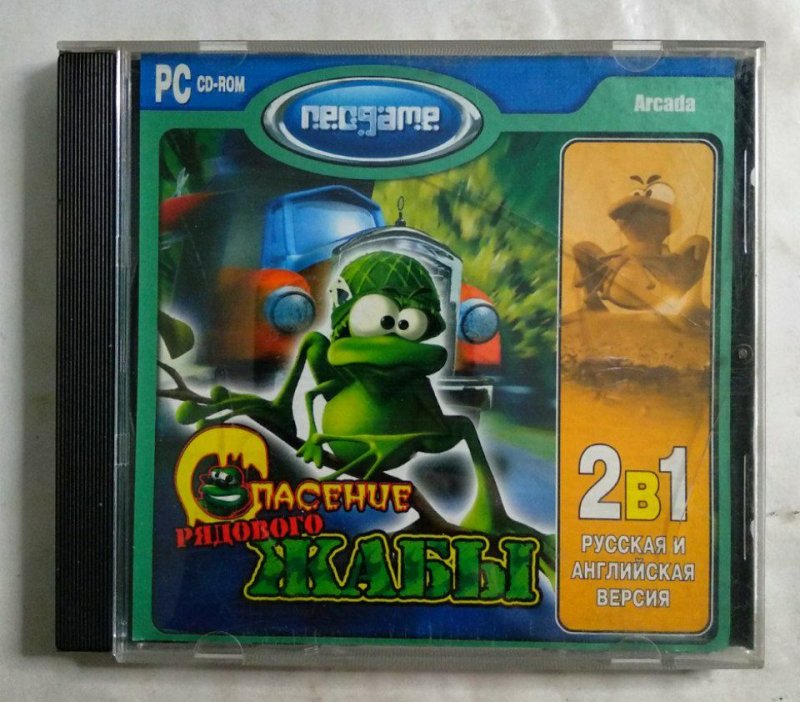 PC CD-ROM
neogame
Arcada
СПАСЕНИЕ
РЯДОВОГО
ЖАБЫ
2в1
РУССКАЯ И
АНГЛИЙСКАЯ
ВЕРСИЯ